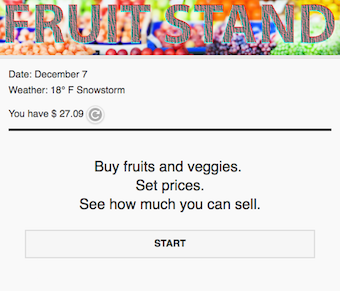 FRUIT STAND
Date: December 7
Weather: 18° F Snowstorm
You have $ 27.09
Buy fruits and veggies.
Set prices.
See how much you can sell.
START